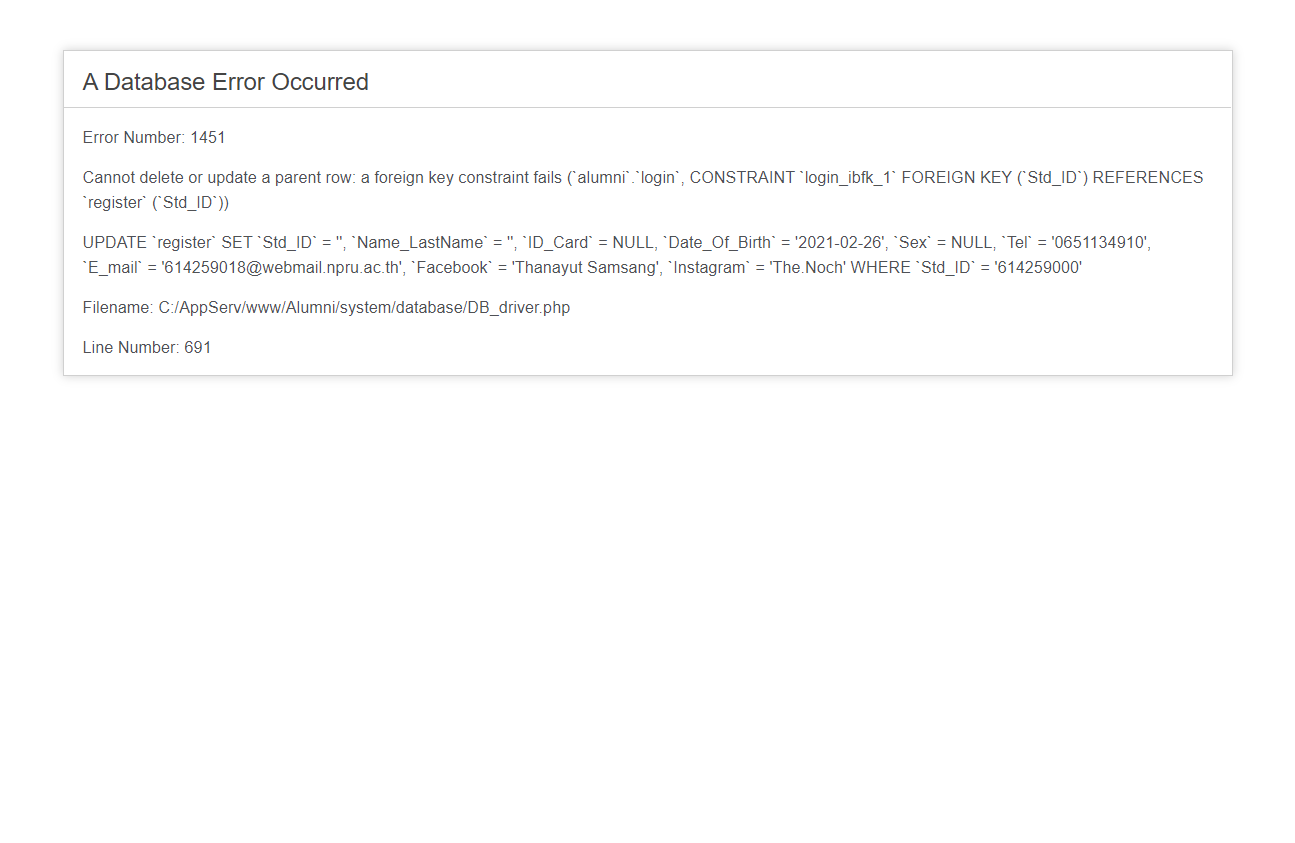 A Database Error Occurred
Error Number: 1451
Cannot delete or update a parent row: a foreign key constraint fails (`alumni`.`login`, CONSTRAINT `login_ibfk_1` FOREIGN KEY (`Std_ID`) REFERENCES
`register` (`Std_ID`))
UPDATE `register` SET `Std_ID` = '', `Name_LastName` = '', `ID_Card` = NULL, `Date_Of_Birth` = '2021-02-26', `Sex` = NULL, `Tel` = '0651134910',
`E_mail` = '614259018@webmail.npru.ac.th', `Facebook` = 'Thanayut Samsang', `Instagram` = 'The.Noch' WHERE `Std_ID` = '614259000'
Filename: C:/AppServ/www/Alumni/system/database/DB_driver.php
Line Number: 691